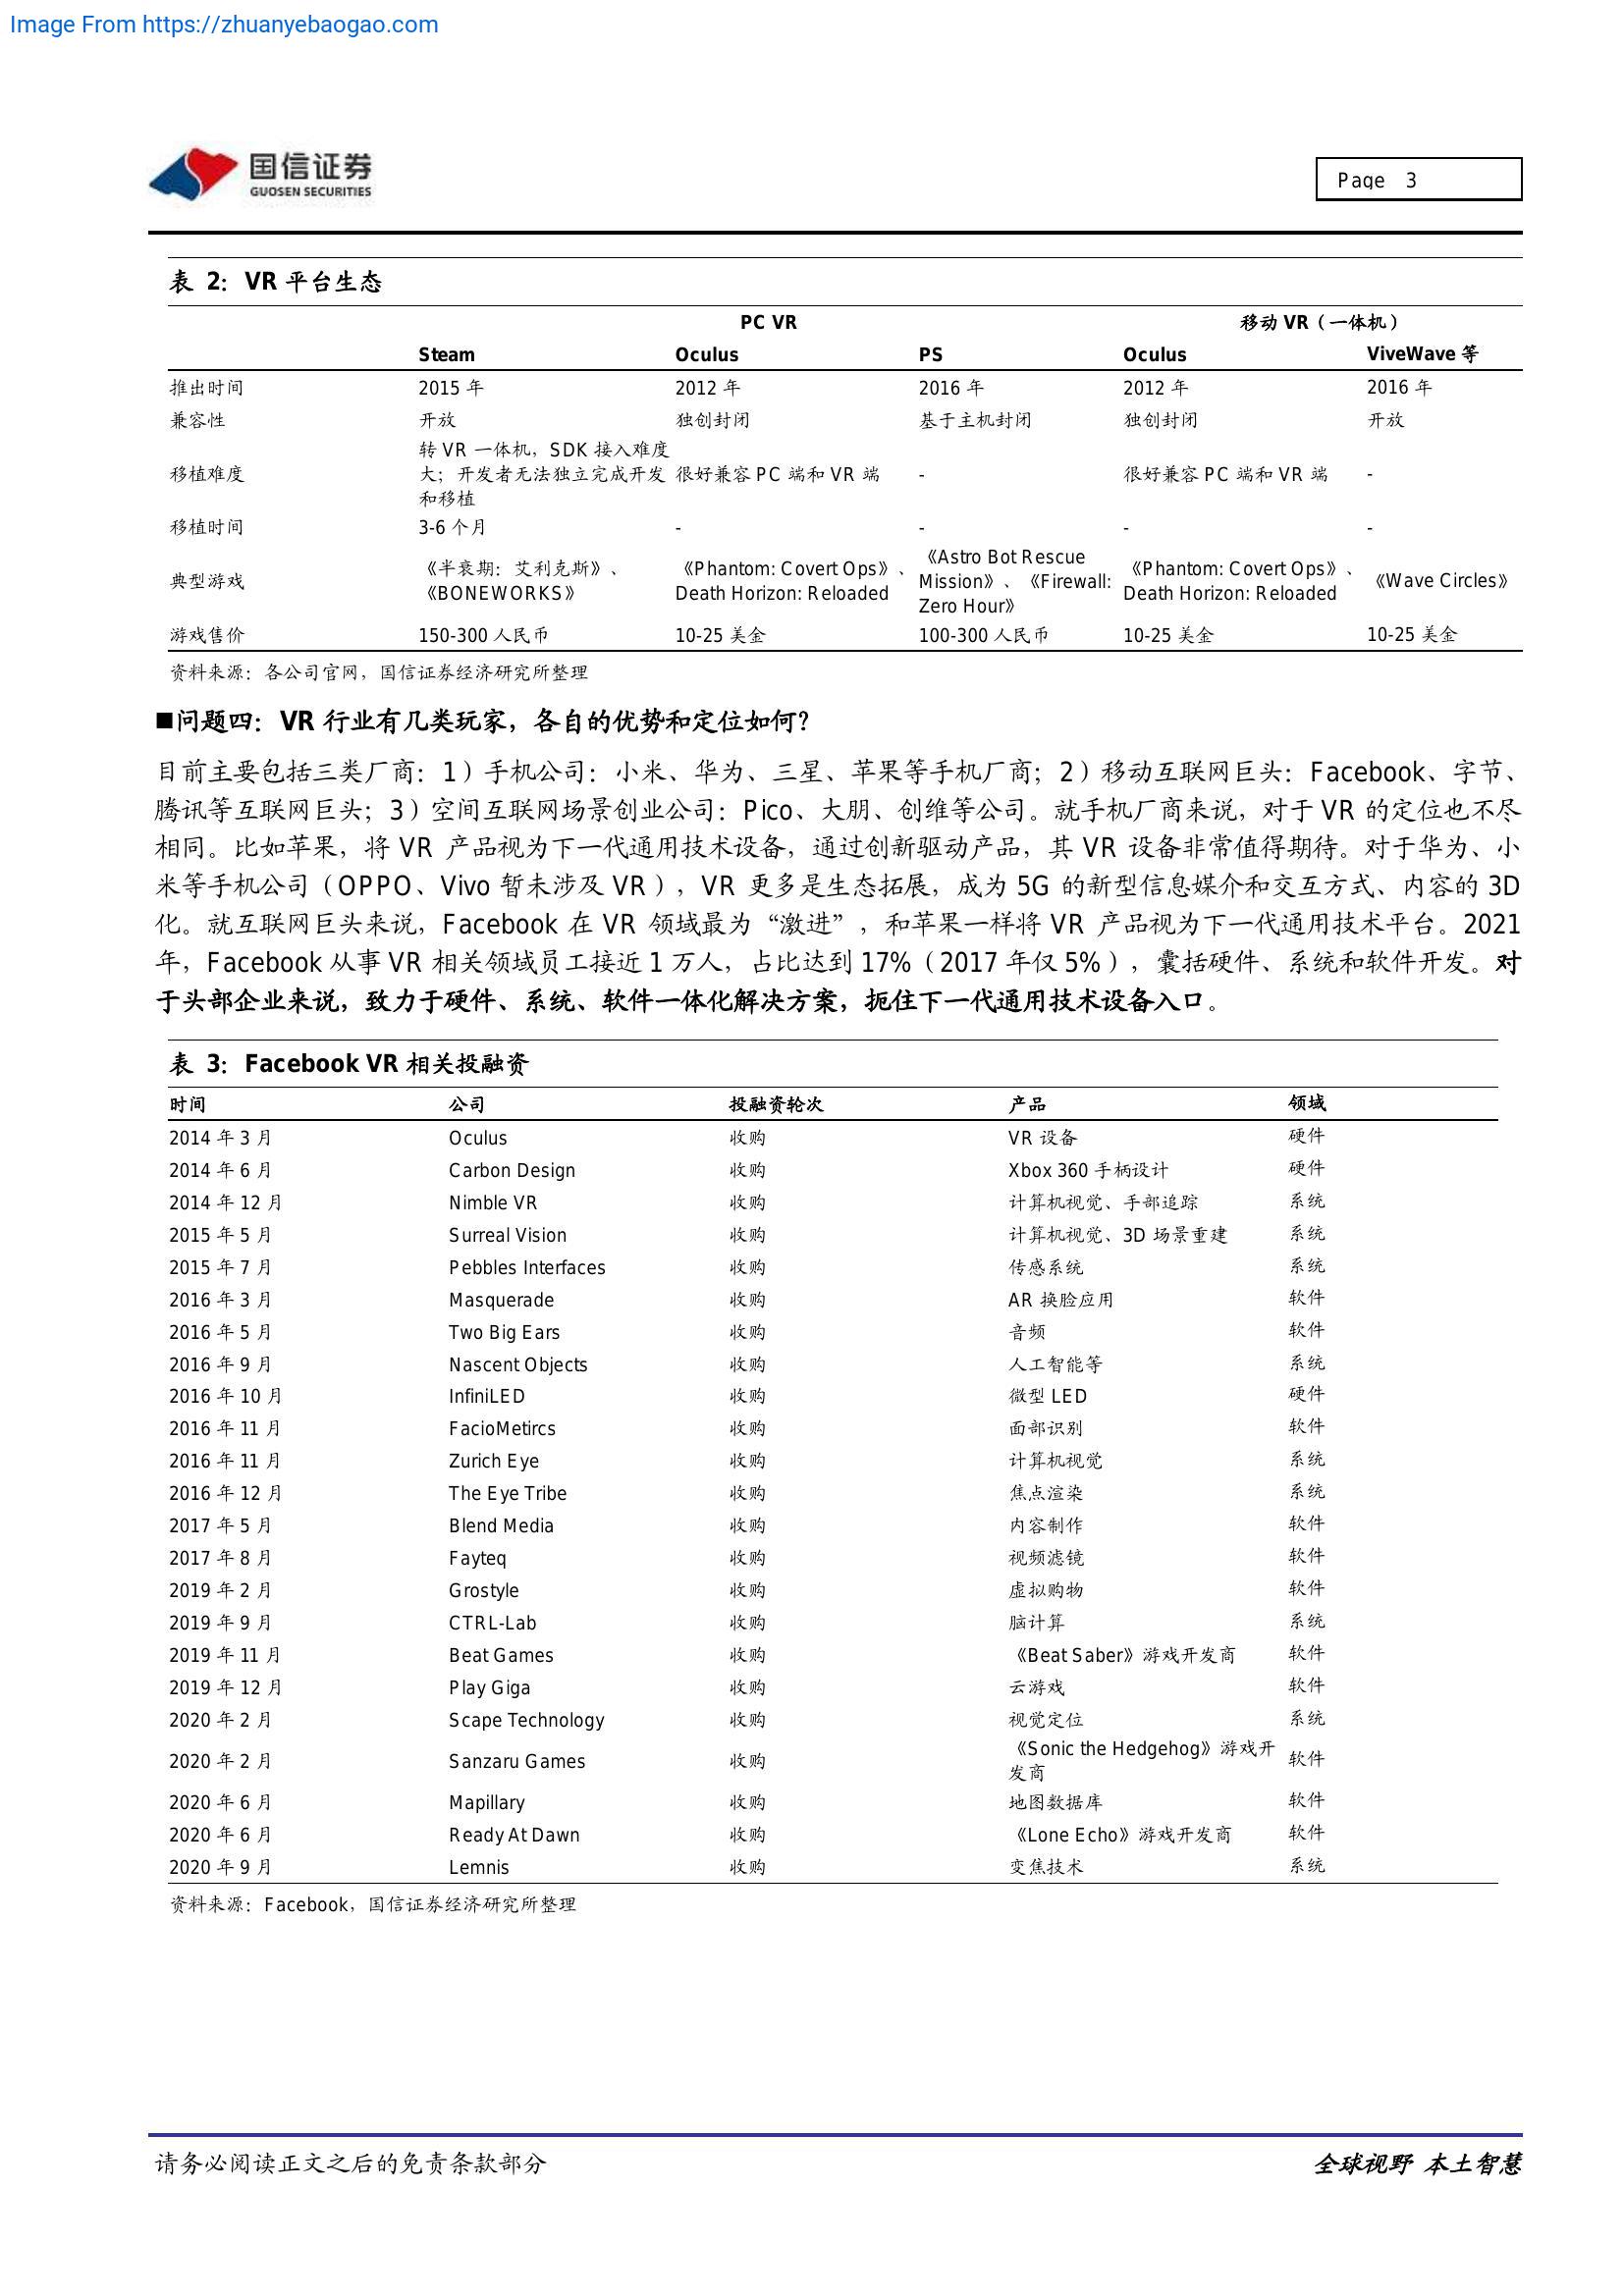 Image From https://zhuanyebaogao.com
国信证券
GUOSEN SECURITIES
Page 3
表 2：VR 平台生态
PC VR 移动 VR（一体机）
Steam Oculus PS Oculus ViveWave 等
推出时间 2015 年 2012 年 2016 年 2012 年 2016 年
兼容性 开放 独创封闭 基于主机封闭 独创封闭 开放
移植难度 转 VR 一体机，SDK 接入难度大；开发者无法独立完成开发和移植 很好兼容 PC 端和 VR 端 - 很好兼容 PC 端和 VR 端 -
移植时间 3-6 个月 - - - -
典型游戏 《半衰期：艾利克斯》、《BONEWORKS》 《Phantom: Covert Ops》、Death Horizon: Reloaded 《Astro Bot Rescue Mission》、《Firewall: Zero Hour》 《Phantom: Covert Ops》、Death Horizon: Reloaded 《Wave Circles》
游戏售价 150-300 人民币 10-25 美金 100-300 人民币 10-25 美金 10-25 美金
资料来源：各公司官网，国信证券经济研究所整理
■问题四：VR 行业有几类玩家，各自的优势和定位如何？
目前主要包括三类厂商：1）手机公司：小米、华为、三星、苹果等手机厂商；2）移动互联网巨头：Facebook、字节、
腾讯等互联网巨头；3）空间互联网场景创业公司：Pico、大朋、创维等公司。就手机厂商来说，对于 VR 的定位也不尽
相同。比如苹果，将 VR 产品视为下一代通用技术设备，通过创新驱动产品，其 VR 设备非常值得期待。对于华为、小
米等手机公司（OPPO、Vivo 暂未涉及 VR），VR 更多是生态拓展，成为 5G 的新型信息媒介和交互方式、内容的 3D
化。就互联网巨头来说，Facebook 在 VR 领域最为“激进”，和苹果一样将 VR 产品视为下一代通用技术平台。2021
年，Facebook 从事 VR 相关领域员工接近 1 万人，占比达到 17%（2017 年仅 5%），囊括硬件、系统和软件开发。对
于头部企业来说，致力于硬件、系统、软件一体化解决方案，扼住下一代通用技术设备入口。
表 3：Facebook VR 相关投融资
时间 公司 投融资轮次 产品 领域
2014 年 3 月 Oculus 收购 VR 设备 硬件
2014 年 6 月 Carbon Design 收购 Xbox 360 手柄设计 硬件
2014 年 12 月 Nimble VR 收购 计算机视觉、手部追踪 系统
2015 年 5 月 Surreal Vision 收购 计算机视觉、3D 场景重建 系统
2015 年 7 月 Pebbles Interfaces 收购 传感系统 系统
2016 年 3 月 Masquerade 收购 AR 换脸应用 软件
2016 年 5 月 Two Big Ears 收购 音频 软件
2016 年 9 月 Nascent Objects 收购 人工智能等 系统
2016 年 10 月 InfiniLED 收购 微型 LED 硬件
2016 年 11 月 FacioMetircs 收购 面部识别 软件
2016 年 11 月 Zurich Eye 收购 计算机视觉 系统
2016 年 12 月 The Eye Tribe 收购 焦点渲染 系统
2017 年 5 月 Blend Media 收购 内容制作 软件
2017 年 8 月 Fayteq 收购 视频滤镜 软件
2019 年 2 月 Grostyle 收购 虚拟购物 软件
2019 年 9 月 CTRL-Lab 收购 脑计算 系统
2019 年 11 月 Beat Games 收购 《Beat Saber》游戏开发商 软件
2019 年 12 月 Play Giga 收购 云游戏 软件
2020 年 2 月 Scape Technology 收购 视觉定位 系统
2020 年 2 月 Sanzaru Games 收购 《Sonic the Hedgehog》游戏开发商 软件
2020 年 6 月 Mapillary 收购 地图数据库 软件
2020 年 6 月 Ready At Dawn 收购 《Lone Echo》游戏开发商 软件
2020 年 9 月 Lemnis 收购 变焦技术 系统
资料来源：Facebook，国信证券经济研究所整理
请务必阅读正文之后的免责条款部分
全球视野 本土智慧